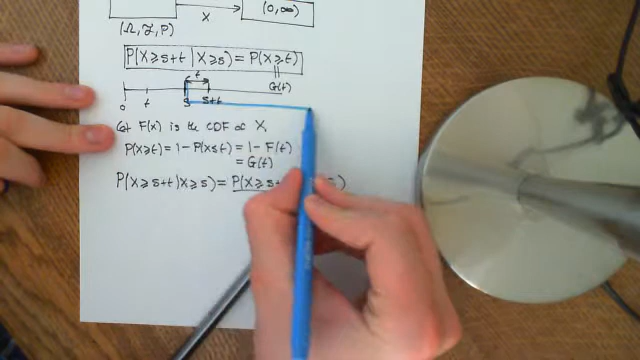 X
(0, ∞)
(Ω, F, P)
P(X≥s+t | X≥s) = P(X≥t)
G(t)
t
0 t s s+t
Let F(x) is the CDF of X,
P(X≥t) = 1 - P(X≤t) = 1 - F(t)
= G(t)
P(X≥s+t)X≥s) = P(X≥s+